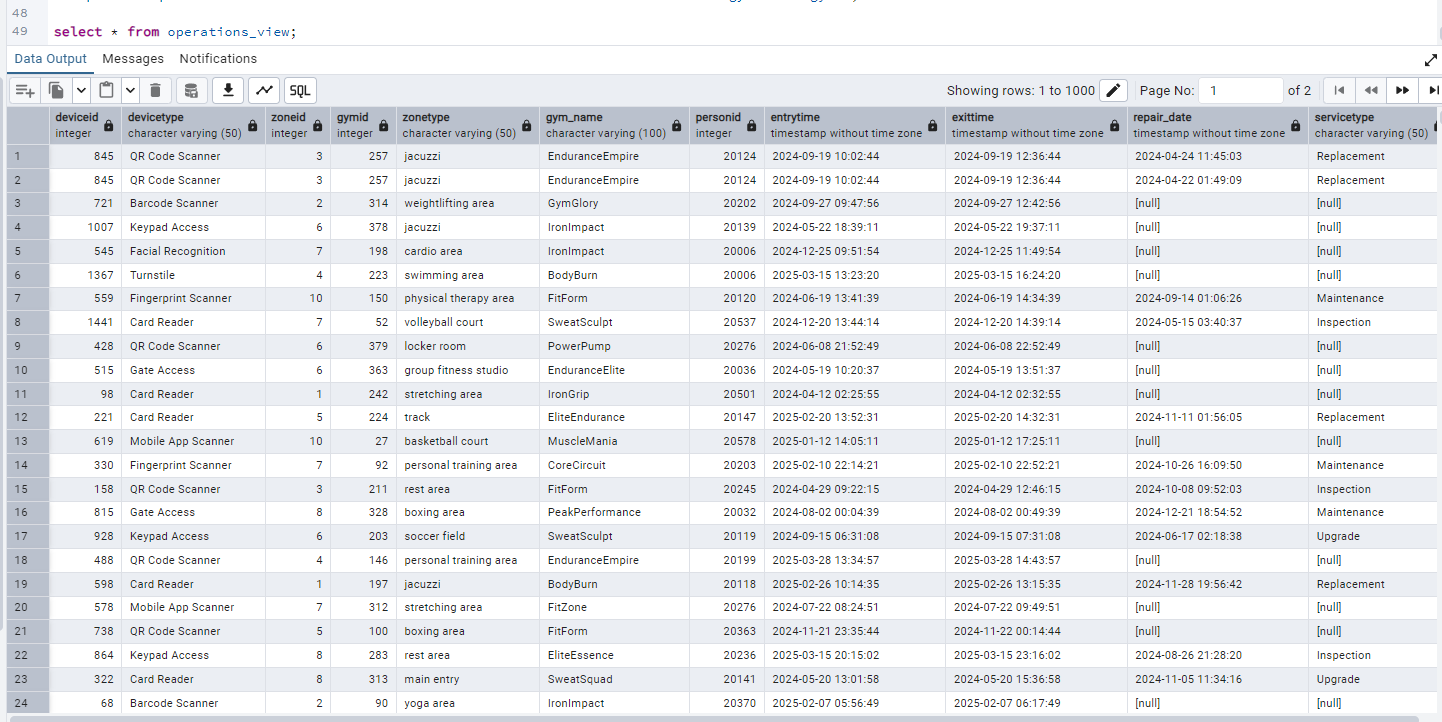 48
49 select * from operations_view;
Data Output Messages Notifications
SQL Showing rows: 1 to 1000 Page No: 1 of 2
deviceid devicetype zoneid gymid zonetype gym_name personid entrytime exittime repair_date servicetype
integer character varying (50) integer integer character varying (50) character varying (100) integer timestamp without time zone timestamp without time zone timestamp without time zone character varying (50)
1 845 QR Code Scanner 3 257 jacuzzi EnduranceEmpire 20124 2024-09-19 10:02:44 2024-09-19 12:36:44 2024-04-24 11:45:03 Replacement
2 845 QR Code Scanner 3 257 jacuzzi EnduranceEmpire 20124 2024-09-19 10:02:44 2024-09-19 12:36:44 2024-04-22 01:49:09 Replacement
3 721 Barcode Scanner 2 314 weightlifting area GymGlory 20202 2024-09-27 09:47:56 2024-09-27 12:42:56 [null] [null]
4 1007 Keypad Access 6 378 jacuzzi IronImpact 20139 2024-05-22 18:39:11 2024-05-22 19:37:11 [null] [null]
5 545 Facial Recognition 7 198 cardio area IronImpact 20006 2024-12-25 09:51:54 2024-12-25 11:49:54 [null] [null]
6 1367 Turnstile 4 223 swimming area BodyBurn 20006 2025-03-15 13:23:20 2025-03-15 16:24:20 [null] [null]
7 559 Fingerprint Scanner 10 150 physical therapy area FitForm 20120 2024-06-19 13:41:39 2024-06-19 14:34:39 2024-09-14 01:06:26 Maintenance
8 1441 Card Reader 7 52 volleyball court SweatSculpt 20537 2024-12-20 13:44:14 2024-12-20 14:39:14 2024-05-15 03:40:37 Inspection
9 428 QR Code Scanner 6 379 locker room PowerPump 20276 2024-06-08 21:52:49 2024-06-08 22:52:49 [null] [null]
10 515 Gate Access 6 363 group fitness studio EnduranceElite 20036 2024-05-19 10:20:37 2024-05-19 13:51:37 [null] [null]
11 98 Card Reader 1 242 stretching area IronGrip 20501 2024-04-12 02:25:55 2024-04-12 02:32:55 [null] [null]
12 221 Card Reader 5 224 track EliteEndurance 20147 2025-02-20 13:52:31 2025-02-20 14:32:31 2024-11-11 01:56:05 Replacement
13 619 Mobile App Scanner 10 27 basketball court MuscleMania 20578 2025-01-12 14:05:11 2025-01-12 17:25:11 [null] [null]
14 330 Fingerprint Scanner 7 92 personal training area CoreCircuit 20203 2025-02-10 22:14:21 2025-02-10 22:52:21 2024-10-26 16:09:50 Maintenance
15 158 QR Code Scanner 3 211 rest area FitForm 20245 2024-04-29 09:22:15 2024-04-29 12:46:15 2024-10-08 09:52:03 Inspection
16 815 Gate Access 8 328 boxing area PeakPerformance 20032 2024-08-02 00:04:39 2024-08-02 00:49:39 2024-12-21 18:54:52 Maintenance
17 928 Keypad Access 6 203 soccer field SweatSculpt 20119 2024-09-15 06:31:08 2024-09-15 07:31:08 2024-06-17 02:18:38 Upgrade
18 488 QR Code Scanner 4 146 personal training area EnduranceEmpire 20199 2025-03-28 13:34:57 2025-03-28 14:43:57 [null] [null]
19 598 Card Reader 1 197 jacuzzi BodyBurn 20118 2025-02-26 10:14:35 2025-02-26 13:15:35 2024-11-28 19:56:42 Replacement
20 578 Mobile App Scanner 7 312 stretching area FitZone 20276 2024-07-22 08:24:51 2024-07-22 09:49:51 [null] [null]
21 738 QR Code Scanner 5 100 boxing area FitForm 20363 2024-11-21 23:35:44 2024-11-22 00:14:44 [null] [null]
22 864 Keypad Access 8 283 rest area EliteEssence 20236 2025-03-15 20:15:02 2025-03-15 23:16:02 2024-08-26 21:28:20 Inspection
23 322 Card Reader 8 313 main entry SweatSquad 20141 2024-05-20 13:01:58 2024-05-20 15:36:58 2024-11-05 11:34:16 Upgrade
24 68 Barcode Scanner 2 90 yoga area IronImpact 20370 2025-02-07 05:56:49 2025-02-07 06:17:49 [null] [null]